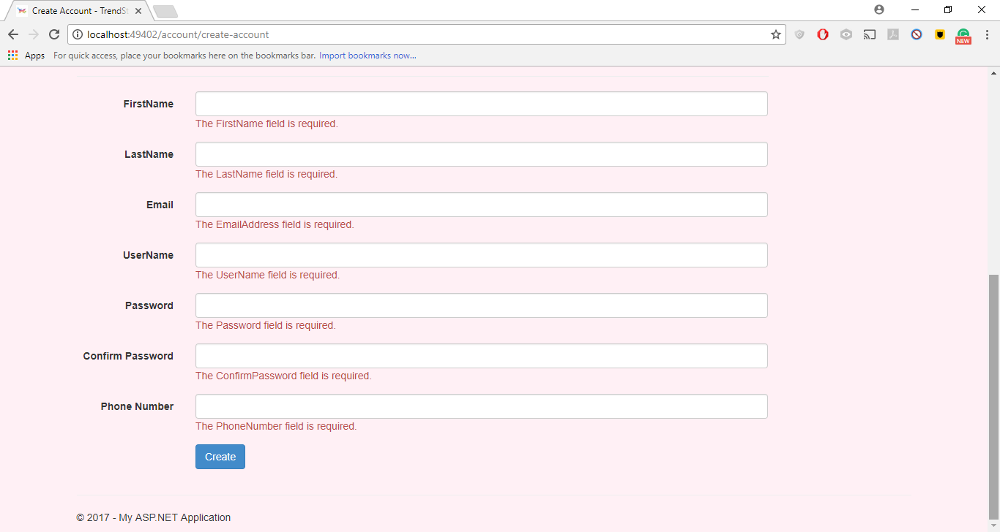 Create Account - TrendSt
localhost:49402/account/create-account
NEW
Apps For quick access, place your bookmarks here on the bookmarks bar. Import bookmarks now...
FirstName
The FirstName field is required.
LastName
The LastName field is required.
Email
The EmailAddress field is required.
UserName
The UserName field is required.
Password
The Password field is required.
Confirm Password
The ConfirmPassword field is required.
Phone Number
The PhoneNumber field is required.
Create
© 2017 - My ASP.NET Application